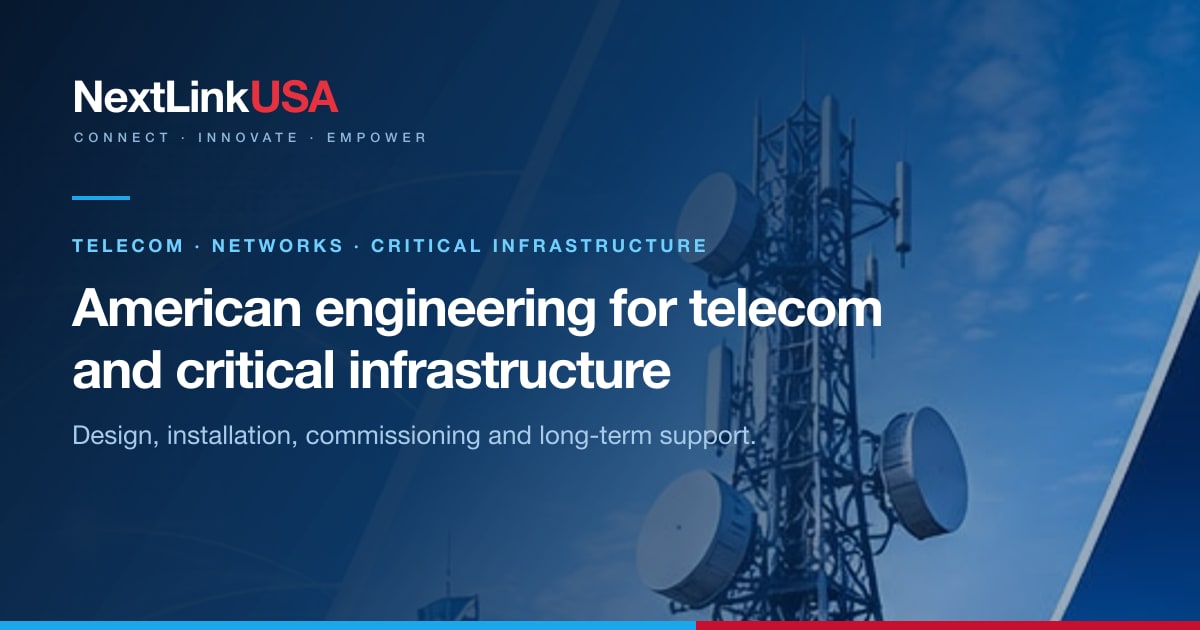 NextLinkUSA
CONNECT · INNOVATE · EMPOWER
TELECOM · NETWORKS · CRITICAL INFRASTRUCTURE
American engineering for telecom
and critical infrastructure
Design, installation, commissioning and long-term support.